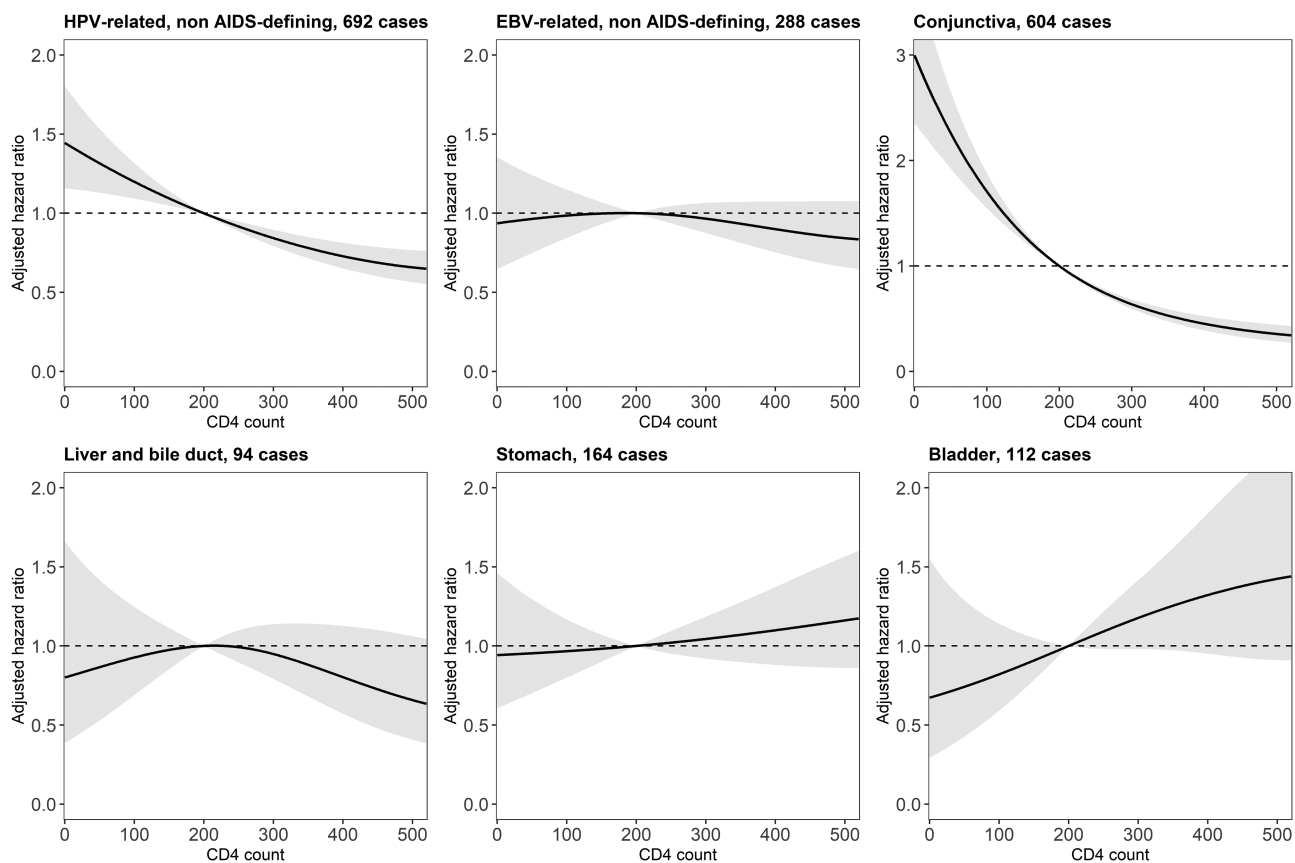 HPV-related, non AIDS-defining, 692 cases
Adjusted hazard ratio
2.0
1.5
1.0
0.5
0.0
0 100 200 300 400 500
CD4 count
EBV-related, non AIDS-defining, 288 cases
Adjusted hazard ratio
2.0
1.5
1.0
0.5
0.0
0 100 200 300 400 500
CD4 count
Conjunctiva, 604 cases
Adjusted hazard ratio
3
2
1
0
0 100 200 300 400 500
CD4 count
Liver and bile duct, 94 cases
Adjusted hazard ratio
2.0
1.5
1.0
0.5
0.0
0 100 200 300 400 500
CD4 count
Stomach, 164 cases
Adjusted hazard ratio
2.0
1.5
1.0
0.5
0.0
0 100 200 300 400 500
CD4 count
Bladder, 112 cases
Adjusted hazard ratio
2.0
1.5
1.0
0.5
0.0
0 100 200 300 400 500
CD4 count